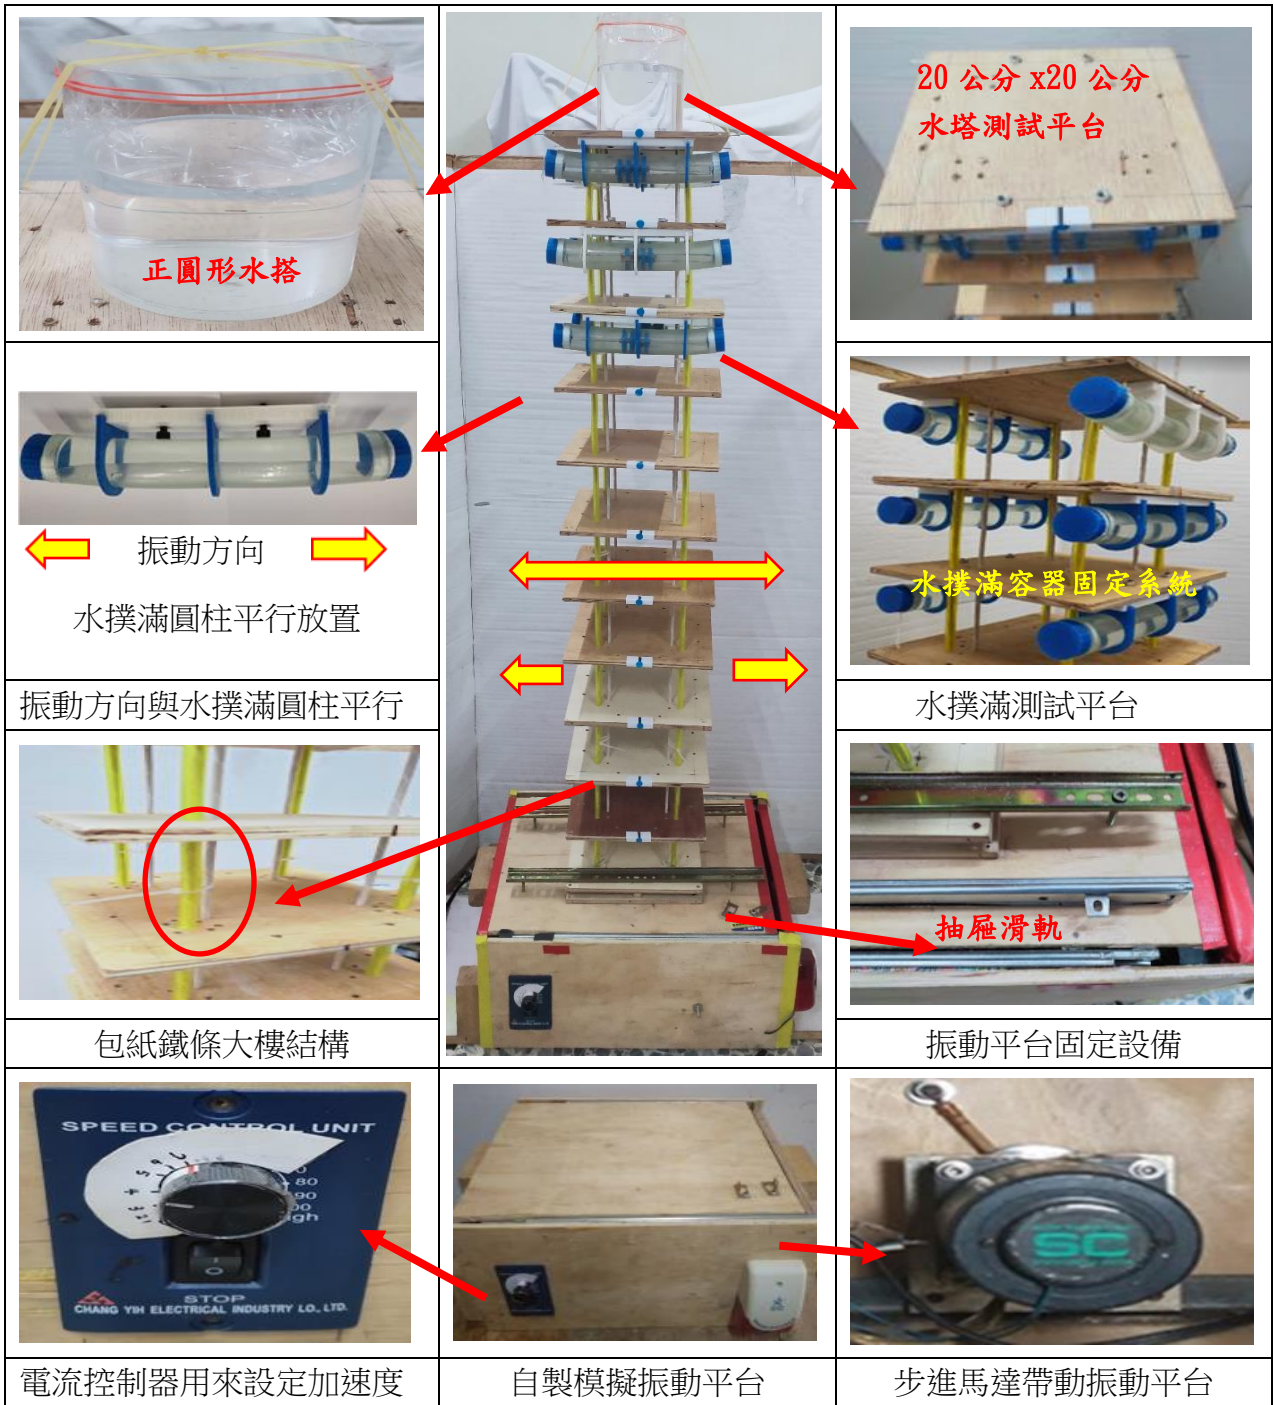 正圓形水搭
20 公分 x20 公分
水塔測試平台
振動方向
水撲滿圓柱平行放置
振動方向與水撲滿圓柱平行
水撲滿容器固定系統
水撲滿測試平台
包紙鐵條大樓結構
抽屜滑軌
振動平台固定設備
SPEED CONTROL UNIT
80
90
STOP
CHANG YIH ELECTRICAL INDUSTRY LO., LTD.
電流控制器用來設定加速度
自製模擬振動平台
SC
步進馬達帶動振動平台